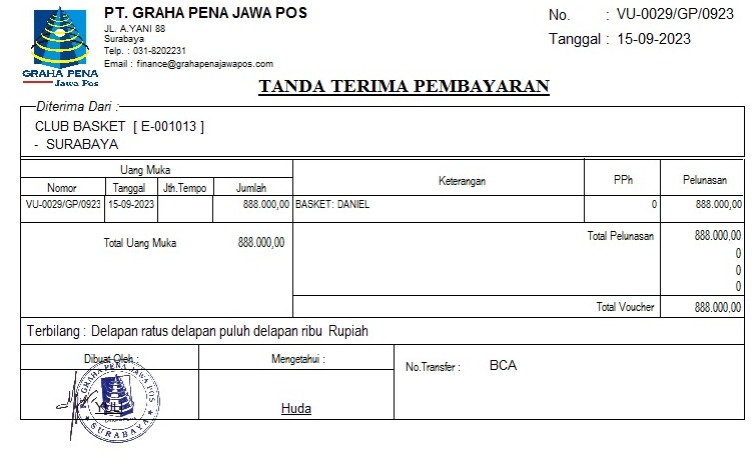 PT. GRAHA PENA JAWA POS
JL. A.YANI 88
Surabaya
Telp. : 031-8202231
Email : finance@grahapenajawapos.com
GRAHA PENA
Jawa Pos
No. : VU-0029/GP/0923
Tanggal : 15-09-2023
TANDA TERIMA PEMBAYARAN
Diterima Dari :
CLUB BASKET [ E-001013 ]
- SURABAYA
Uang Muka Keterangan PPh Pelunasan
Nomor Tanggal Jth.Tempo Jumlah
VU-0029/GP/0923 15-09-2023 888.000,00 BASKET: DANIEL 0 888.000,00
Total Uang Muka 888.000,00 Total Pelunasan 888.000,00
0
0
0
Total Voucher 888.000,00
Terbilang : Delapan ratus delapan puluh delapan ribu Rupiah
Dibuat Oleh : Mengetahui : No.Transfer : BCA
GRAHA PENA JAWA POS
SURABAYA
Huda